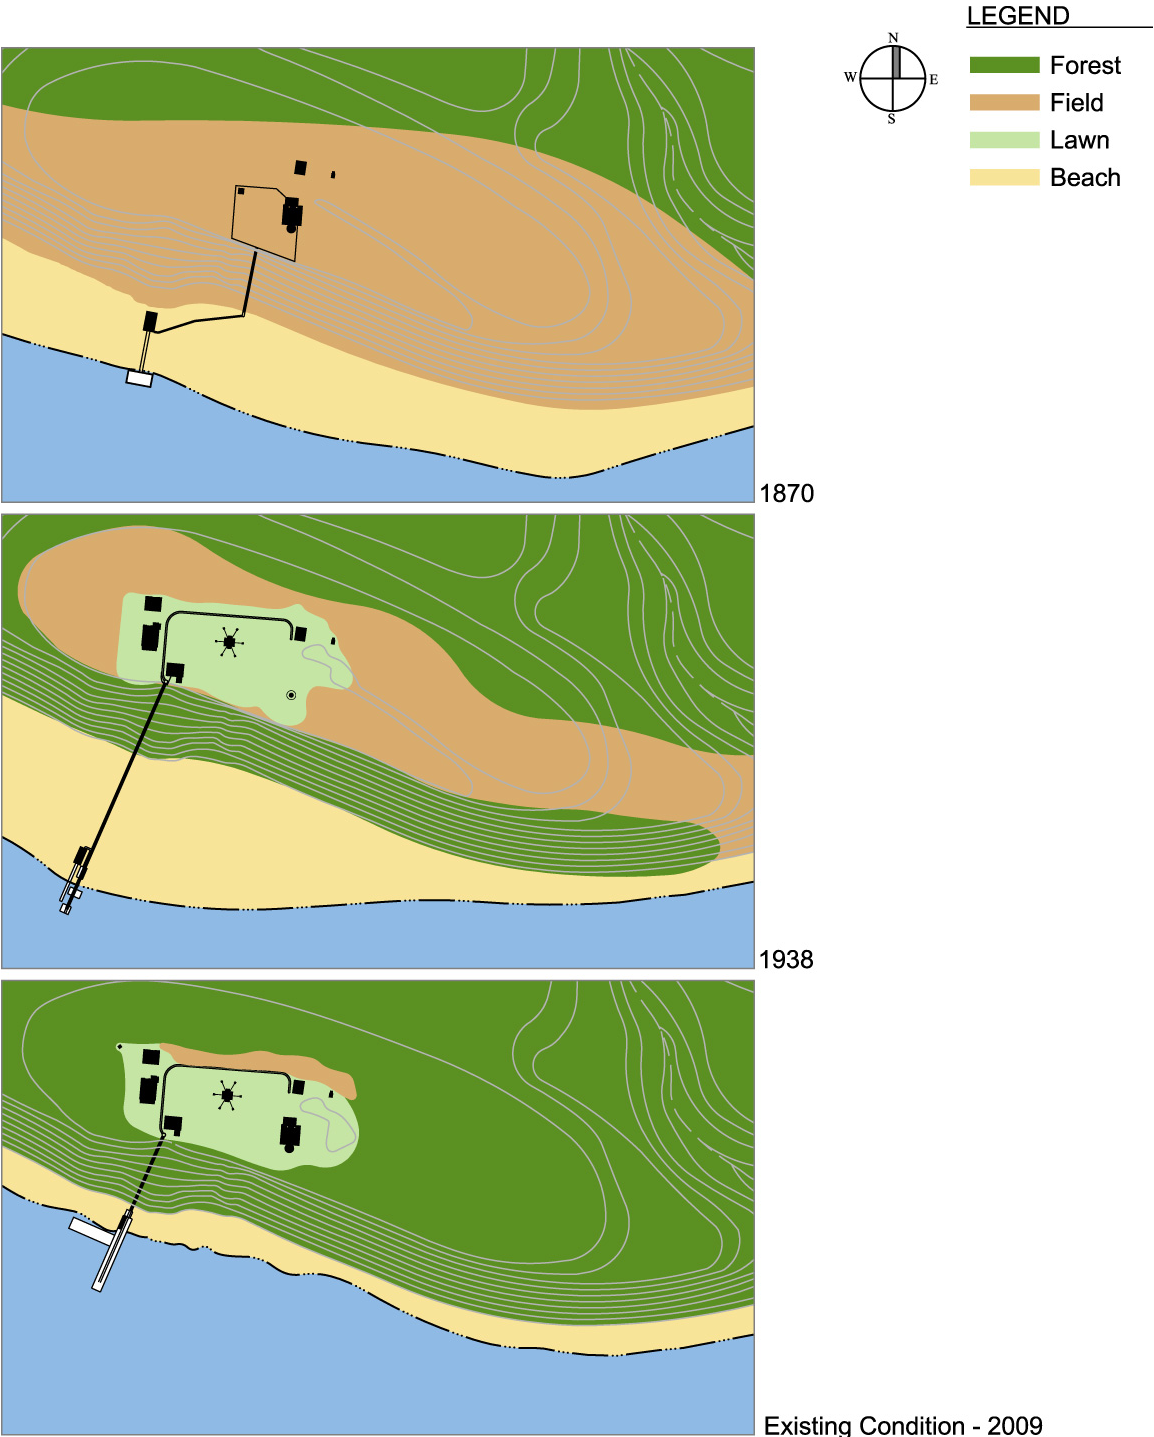 LEGEND
N
W E
S
Forest
Field
Lawn
Beach
1870
1938
Existing Condition - 2009